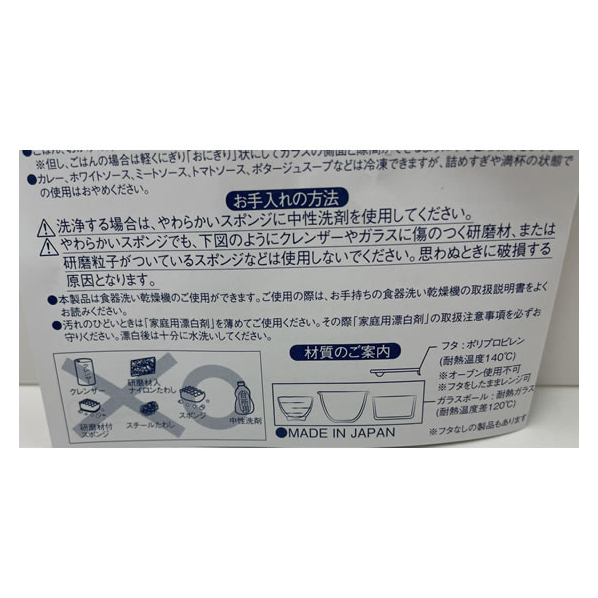 ※但し、ごはんの場合は軽くにぎり「おにぎり」状にしてガラスの側面と隙間が
●カレー、ホワイトソース、ミートソース、トマトソース、ポタージュスープなどは冷凍できますが、詰めすぎや満杯の状態で
の使用はおやめください。
お手入れの方法
⚠洗浄する場合は、やわらかいスポンジに中性洗剤を使用してください。
⚠やわらかいスポンジでも、下図のようにクレンザーやガラスに傷のつく研磨材、または
研磨粒子がついているスポンジなどは使用しないでください。思わぬときに破損する
原因となります。
●本製品は食器洗い乾燥機のご使用ができます。ご使用の際は、お手持ちの食器洗い乾燥機の取扱説明書をよく
お読みください。
●汚れのひどいときは「家庭用漂白剤」を薄めてご使用ください。その際「家庭用漂白剤」の取扱注意事項を必ずお
守りください。漂白後は十分に水洗いしてください。
クレンザー
研磨材入
ナイロンたわし
スポンジ
研磨材付
スポンジ
スチールたわし
中性洗剤
材質のご案内
フタ:ポリプロピレン
(耐熱温度140℃)
※オーブン使用不可
※フタをしたままレンジ可
ガラスボール:耐熱ガラス
(耐熱温度差120℃)
●MADE IN JAPAN
※フタなしの製品もあります